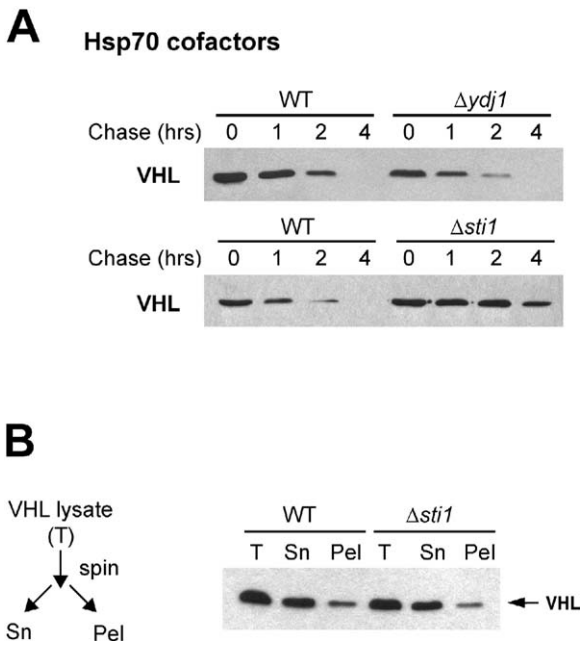 A
Hsp70 cofactors
WT Δydj1
Chase (hrs) 0 1 2 4 0 1 2 4
VHL
WT Δsti1
Chase (hrs) 0 1 2 4 0 1 2 4
VHL
B
VHL lysate
(T)
spin
Sn Pel
WT Δsti1
T Sn Pel T Sn Pel
VHL